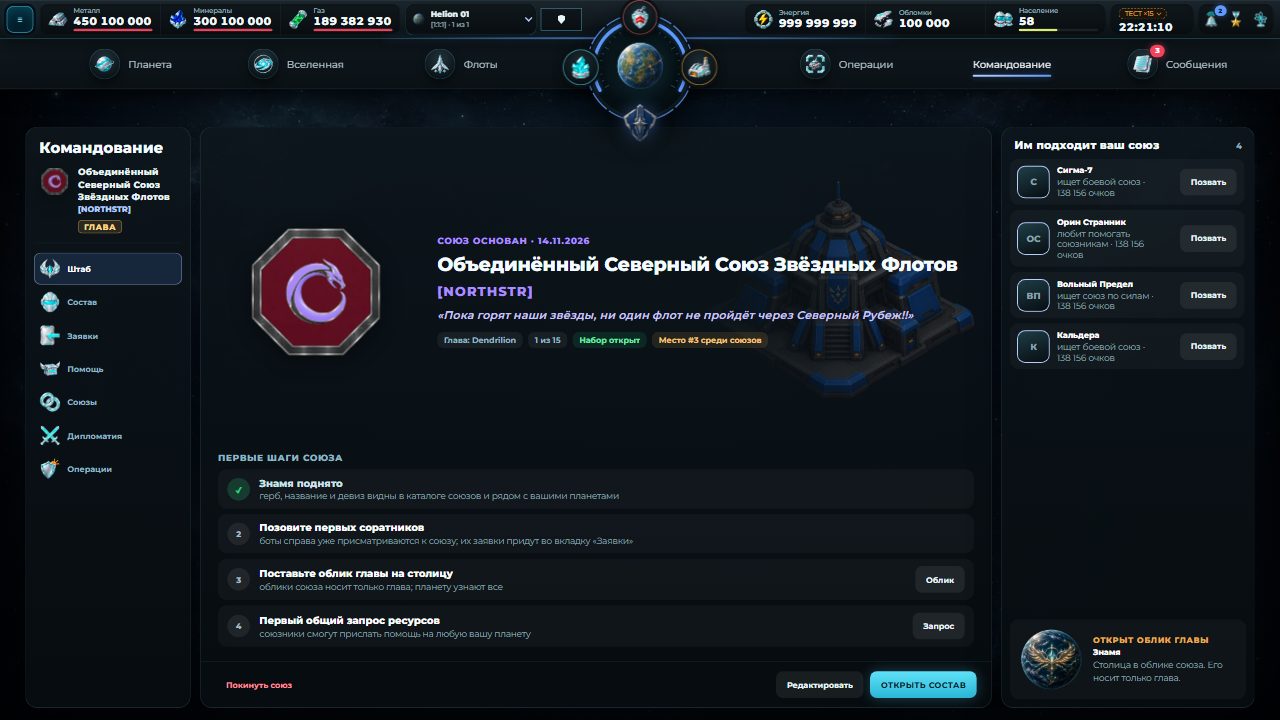 Металл
450 100 000
Минералы
300 100 000
Газ
189 382 930
Helion 01
[1:1:1] · 1 из 1
Энергия
999 999 999
Обломки
100 000
Население
58
ТЕСТ ×15
22:21:10
2
Планета
Вселенная
Флоты
Операции
Командование
3
Сообщения
Командование
Объединённый
Северный Союз
Звёздных Флотов
[NORTHSTR]
ГЛАВА
Штаб
Состав
Заявки
Помощь
Союзы
Дипломатия
Операции
СОЮЗ ОСНОВАН · 14.11.2026
Объединённый Северный Союз Звёздных Флотов
[NORTHSTR]
«Пока горят наши звёзды, ни один флот не пройдёт через Северный Рубеж!!»
Глава: Dendrilion
1 из 15
Набор открыт
Место #3 среди союзов
ПЕРВЫЕ ШАГИ СОЮЗА
✓
Знамя поднято
герб, название и девиз видны в каталоге союзов и рядом с вашими планетами
2
Позовите первых соратников
боты справа уже присматриваются к союзу; их заявки придут во вкладку «Заявки»
3
Поставьте облик главы на столицу
облики союза носит только глава; планету узнают все
Облик
4
Первый общий запрос ресурсов
союзники смогут прислать помощь на любую вашу планету
Запрос
Покинуть союз
Редактировать
ОТКРЫТЬ СОСТАВ
Им подходит ваш союз
4
С
Сигма-7
ищет боевой союз ·
138 156 очков
Позвать
ОС
Орин Странник
любит помогать
союзникам · 138 156
очков
Позвать
ВП
Вольный Предел
ищет союз по силам ·
138 156 очков
Позвать
К
Кальдера
ищет боевой союз ·
138 156 очков
Позвать
ОТКРЫТ ОБЛИК ГЛАВЫ
Знамя
Столица в облике союза. Его
носит только глава.